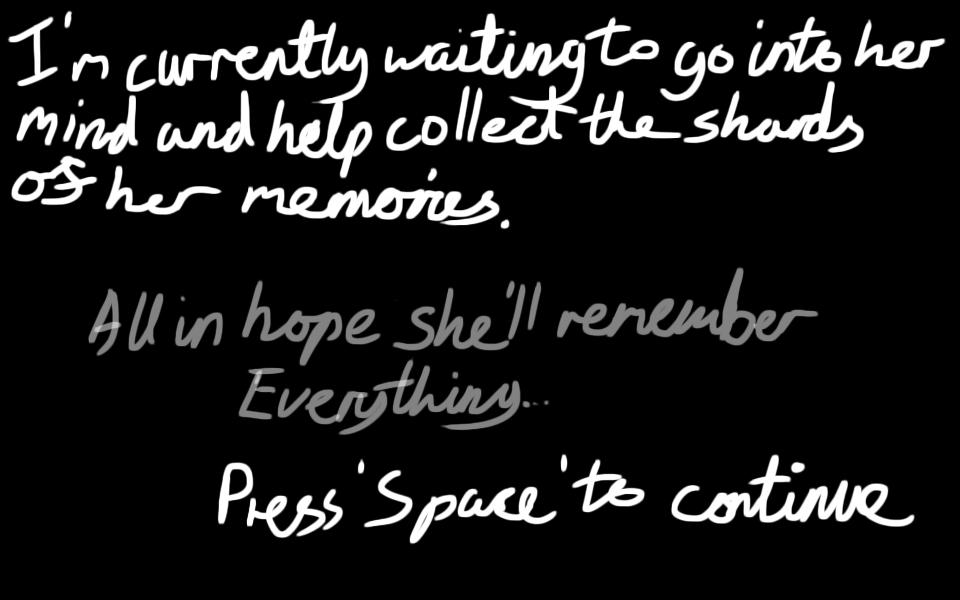 I'm currently waiting to go into her
mind and help collect the shards
of her memories.
All in hope she'll remember
Everything...
Press 'Space' to continue